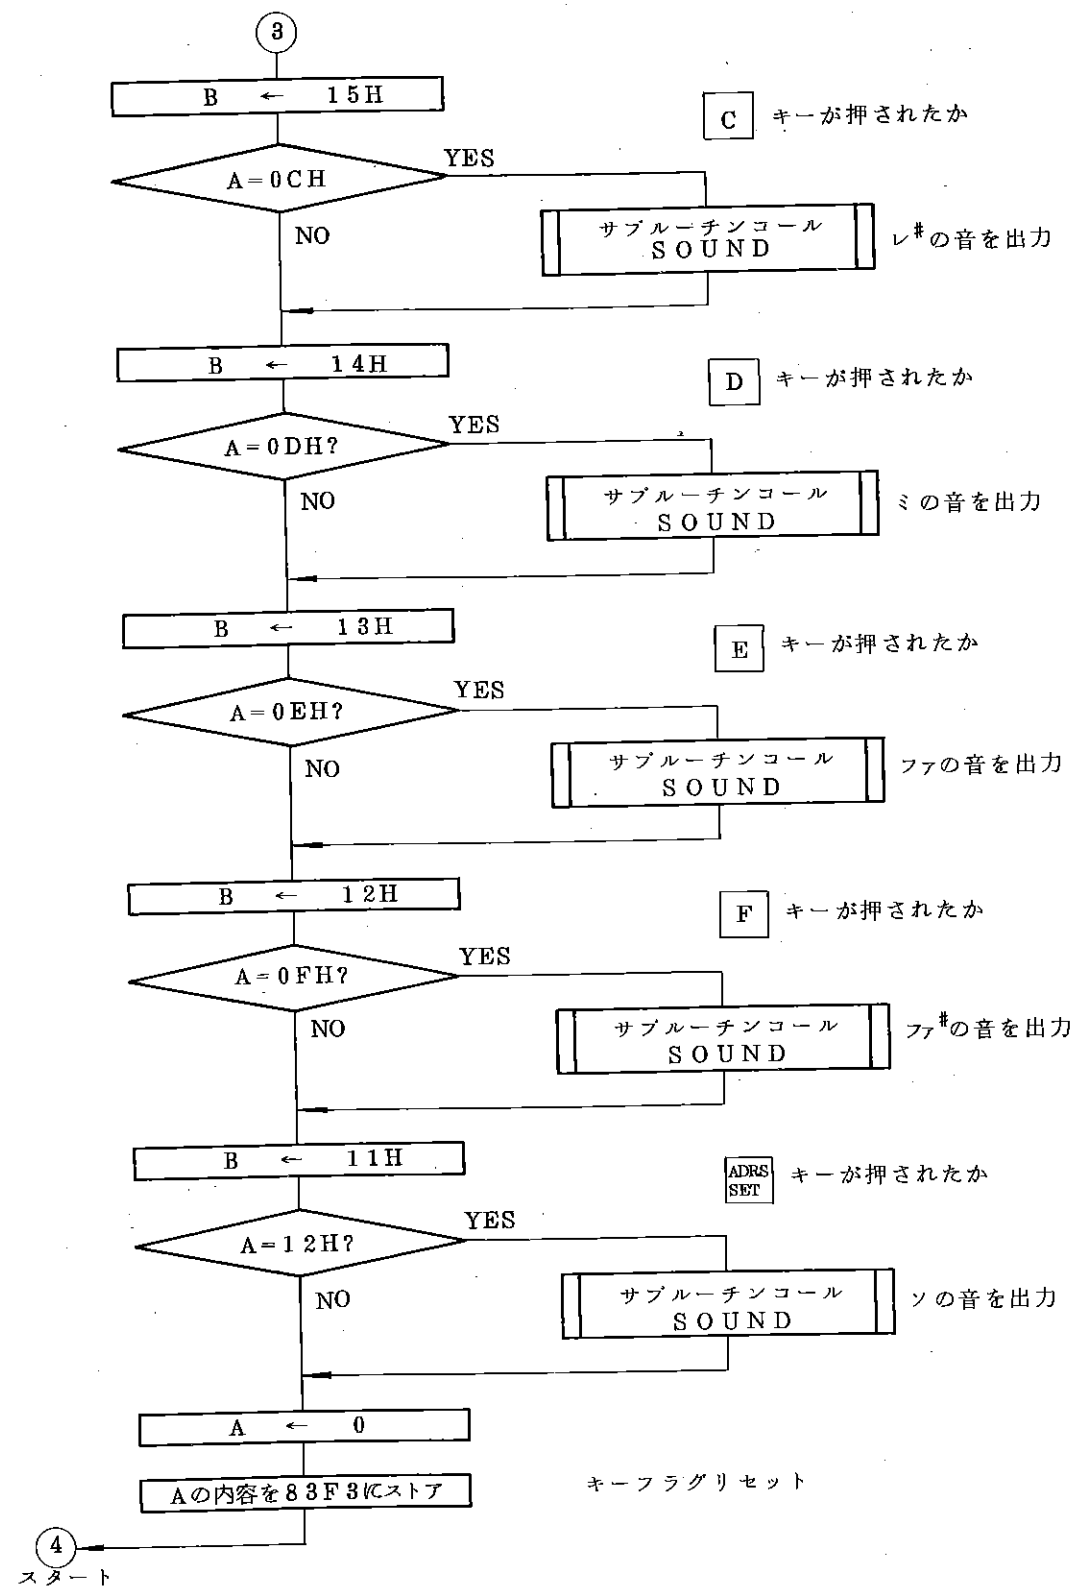 3
B ← 15H
C キーが押されたか
A=0CH
YES
NO
サブルーチンコール
SOUND
レ#の音を出力
B ← 14H
D キーが押されたか
A=0DH?
YES
NO
サブルーチンコール
SOUND
ミの音を出力
B ← 13H
E キーが押されたか
A=0EH?
YES
NO
サブルーチンコール
SOUND
ファの音を出力
B ← 12H
F キーが押されたか
A=0FH?
YES
NO
サブルーチンコール
SOUND
ファ#の音を出力
B ← 11H
ADRS
SET
キーが押されたか
A=12H?
YES
NO
サブルーチンコール
SOUND
ソの音を出力
A ← 0
Aの内容を83F3にストア
キーフラグリセット
4
スタート